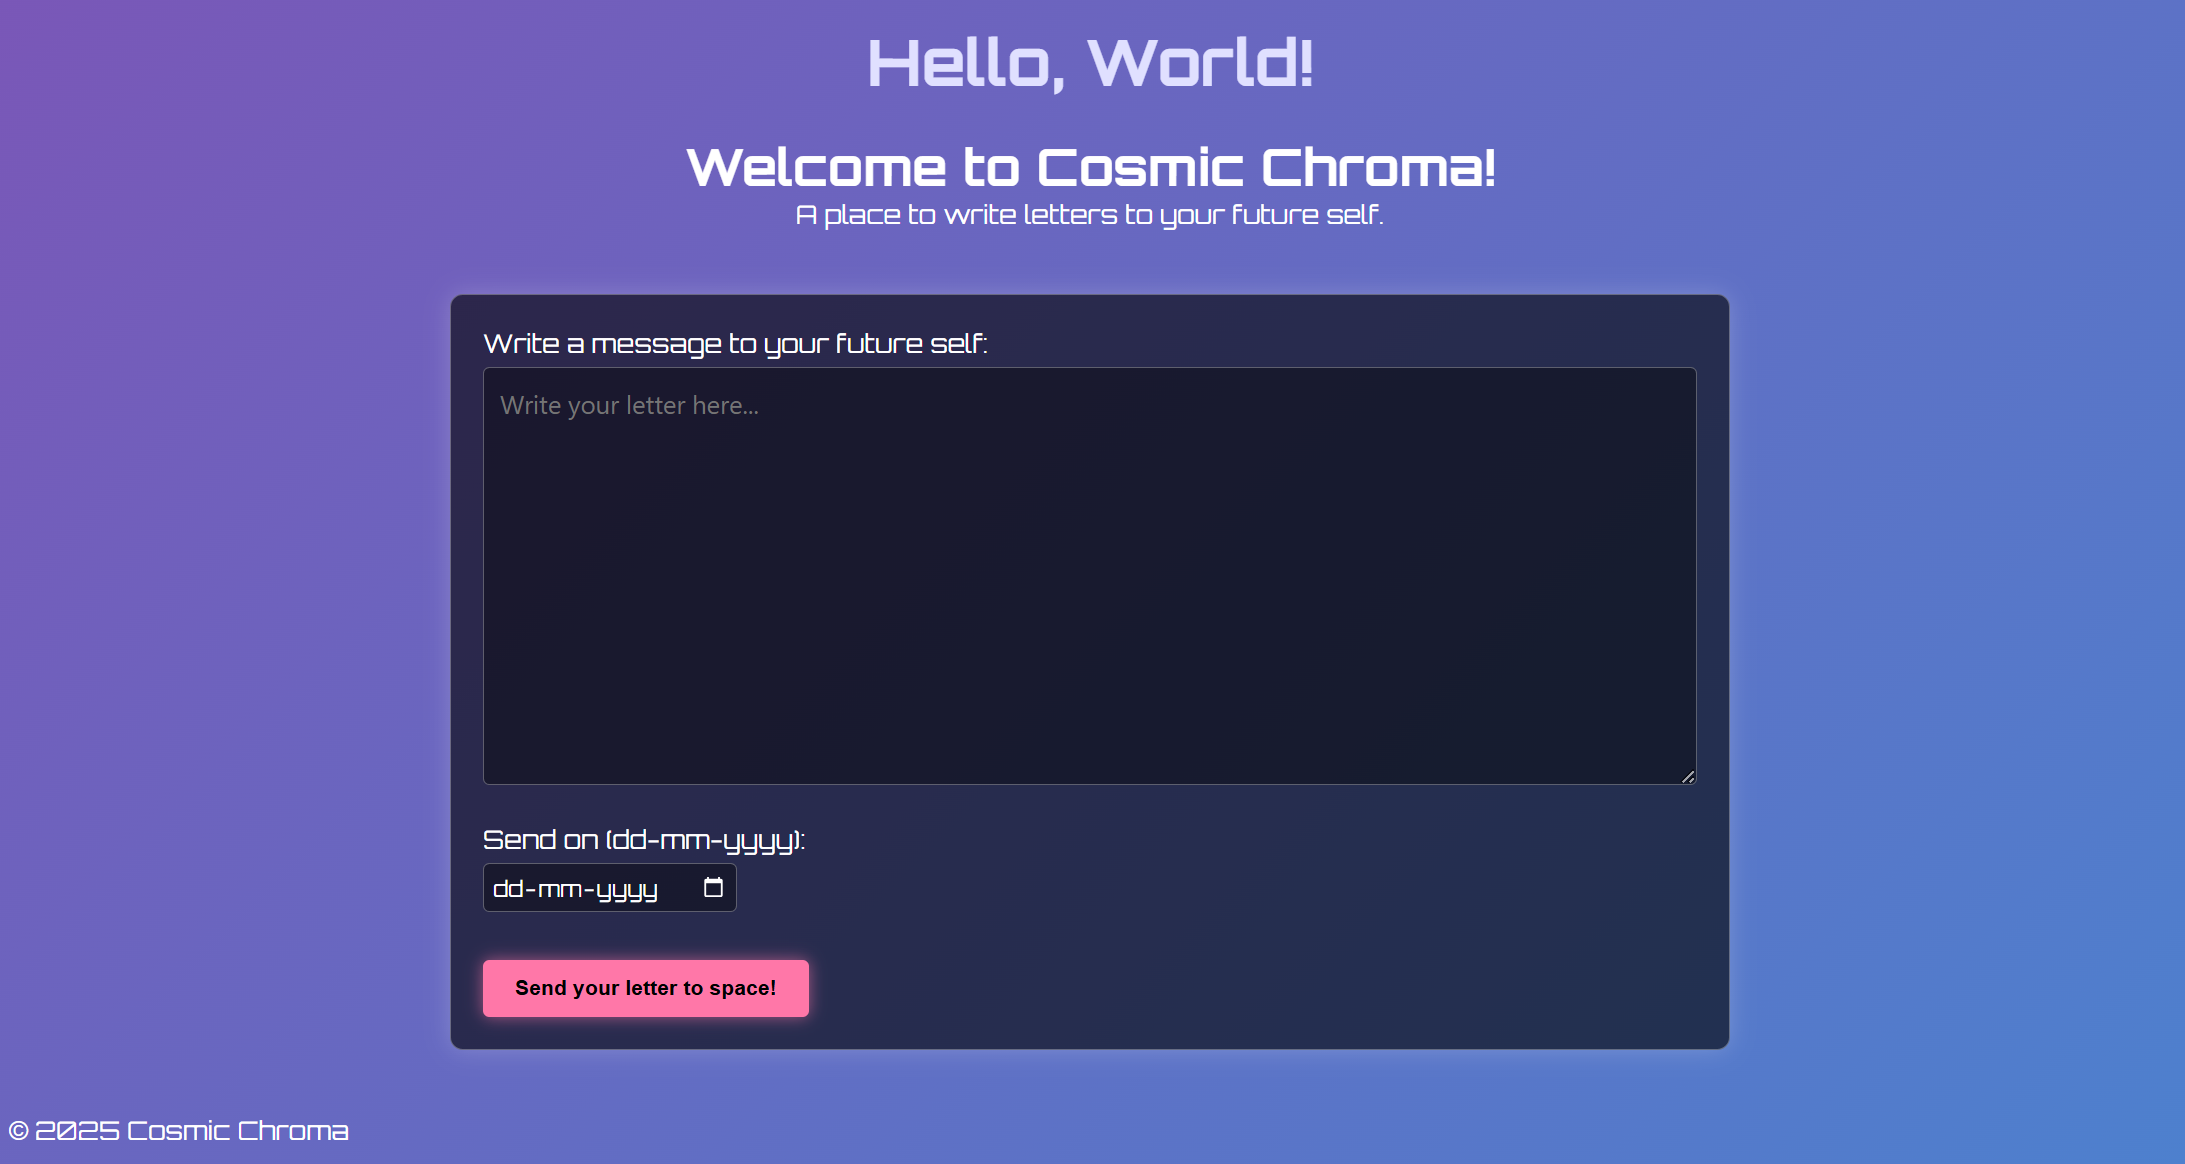 Hello, World!
Welcome to Cosmic Chroma!
A place to write letters to your future self.
Write a message to your future self:
Write your letter here...
Send on (dd-mm-yyyy):
dd-mm-yyyy
Send your letter to space!
© 2025 Cosmic Chroma